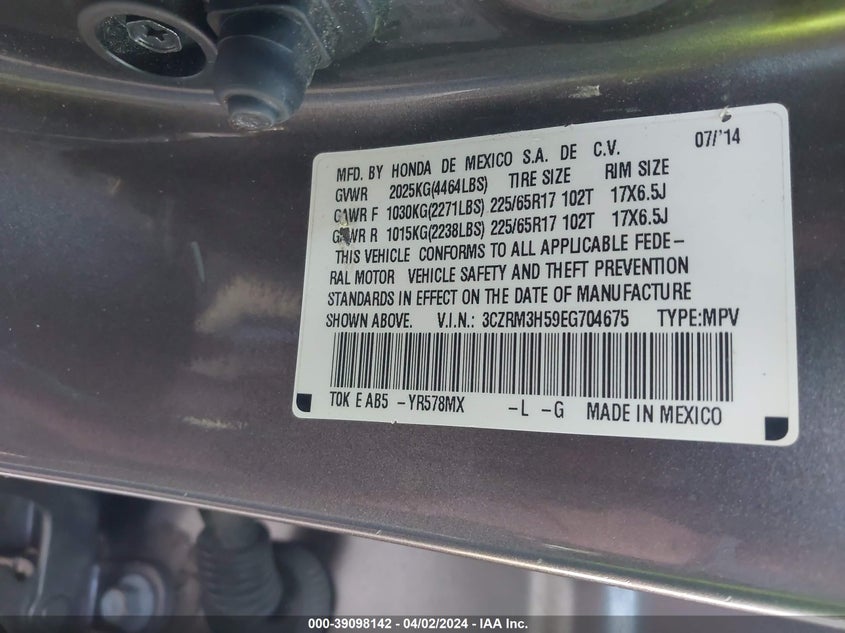 07/'14
MFD. BY HONDA DE MEXICO S.A. DE C.V.
GVWR 2025KG(4464LBS) TIRE SIZE RIM SIZE
GAWR F 1030KG(2271LBS) 225/65R17 102T 17X6.5J
GAWR R 1015KG(2238LBS) 225/65R17 102T 17X6.5J
THIS VEHICLE CONFORMS TO ALL APPLICABLE FEDE-
RAL MOTOR VEHICLE SAFETY AND THEFT PREVENTION
STANDARDS IN EFFECT ON THE DATE OF MANUFACTURE
SHOWN ABOVE. V.I.N.: 3CZRM3H59EG704675 TYPE:MPV
TOK E AB5 -YR578MX -L -G MADE IN MEXICO
000-39098142 - 04/02/2024 - IAA Inc.